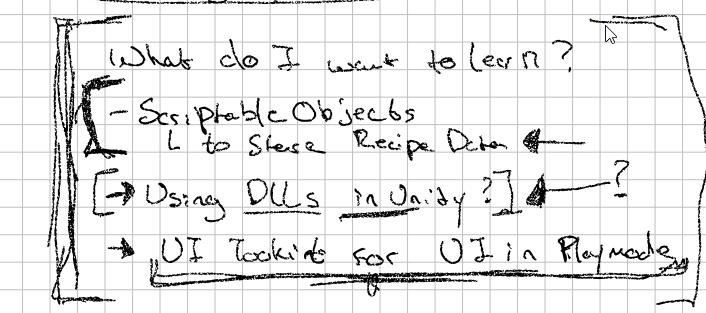 What do I want to learn?
- Scriptable Objects
L to Store Recipe Data
[→ Using DLLs in Unity ?] ?
→ UI Toolkit for UI in Playmode